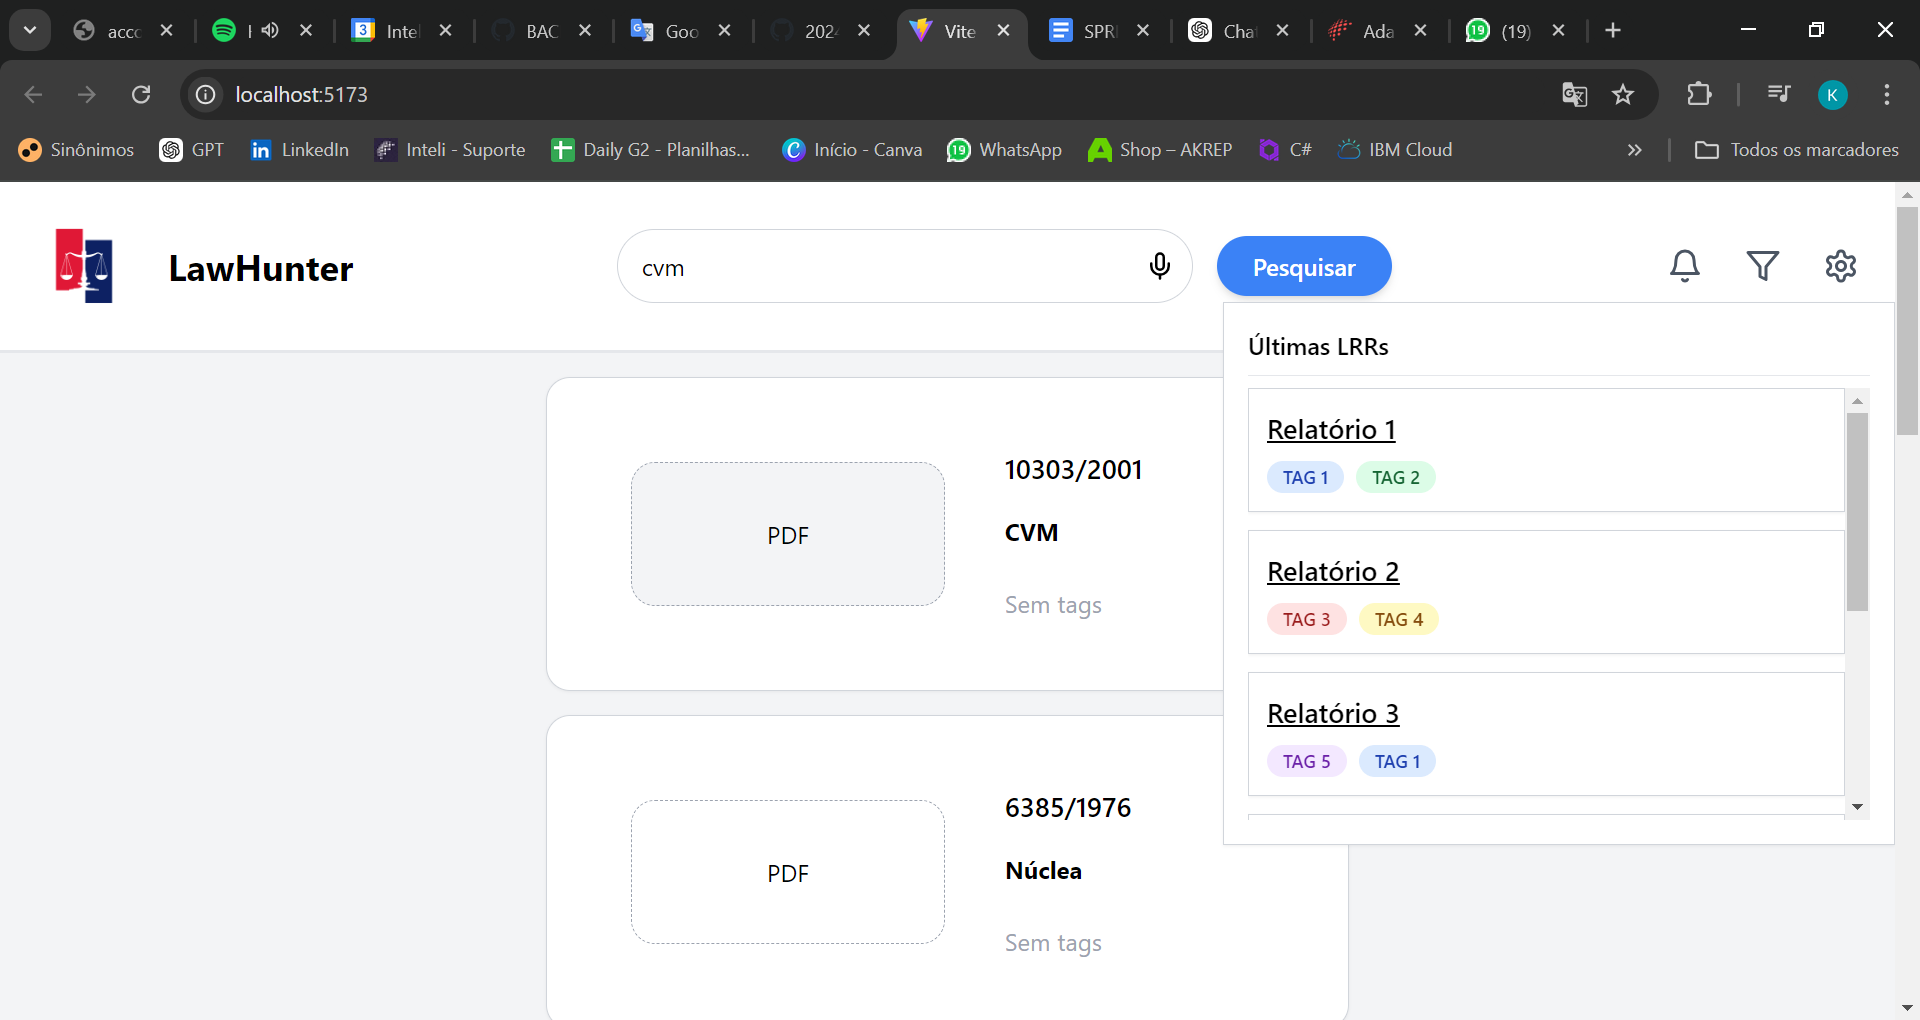 accc
Inte
BAC
Goo
202
Vite
SPR
Cha
Ada
(19)
localhost:5173
K
Sinônimos
GPT
LinkedIn
Inteli - Suporte
Daily G2 - Planilhas...
Início - Canva
WhatsApp
Shop – AKREP
C#
IBM Cloud
Todos os marcadores
LawHunter
cvm
Pesquisar
Últimas LRRs
Relatório 1
TAG 1 TAG 2
Relatório 2
TAG 3 TAG 4
Relatório 3
TAG 5 TAG 1
PDF
10303/2001
CVM
Sem tags
PDF
6385/1976
Núclea
Sem tags